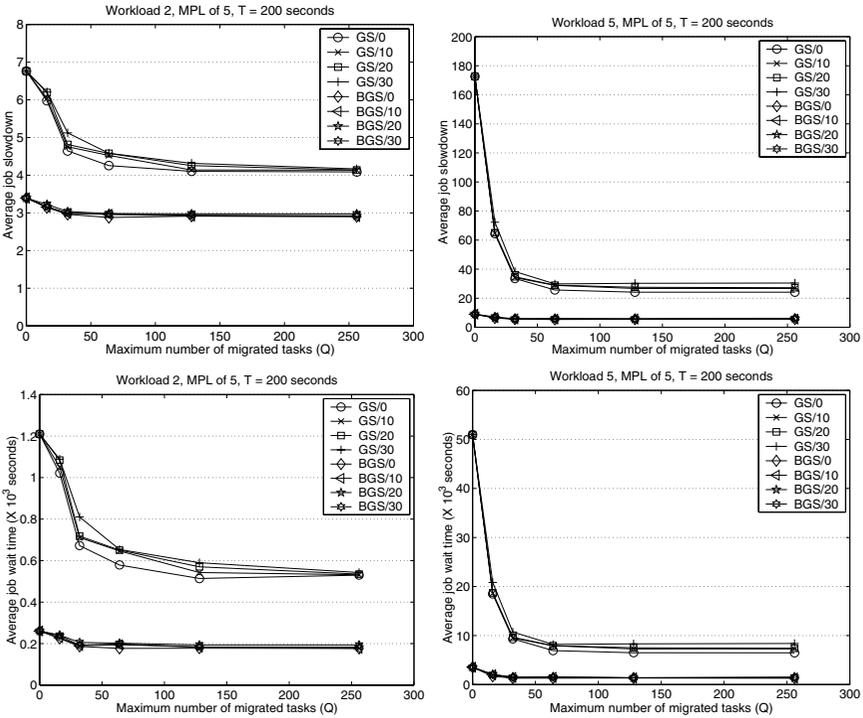 Workload 2, MPL of 5, T = 200 seconds
8
7
6
5
4
3
2
1
0
Average job slowdown
GS/0
GS/10
GS/20
GS/30
BGS/0
BGS/10
BGS/20
BGS/30
0 50 100 150 200 250 300
Maximum number of migrated tasks (Q)
Workload 5, MPL of 5, T = 200 seconds
200
180
160
140
120
100
80
60
40
20
0
Average job slowdown
GS/0
GS/10
GS/20
GS/30
BGS/0
BGS/10
BGS/20
BGS/30
0 50 100 150 200 250 300
Maximum number of migrated tasks (Q)
Workload 2, MPL of 5, T = 200 seconds
1.4
1.2
1
0.8
0.6
0.4
0.2
0
Average job wait time (X 10³ seconds)
GS/0
GS/10
GS/20
GS/30
BGS/0
BGS/10
BGS/20
BGS/30
0 50 100 150 200 250 300
Maximum number of migrated tasks (Q)
Workload 5, MPL of 5, T = 200 seconds
60
50
40
30
20
10
0
Average job wait time (X 10³ seconds)
GS/0
GS/10
GS/20
GS/30
BGS/0
BGS/10
BGS/20
BGS/30
0 50 100 150 200 250 300
Maximum number of migrated tasks (Q)